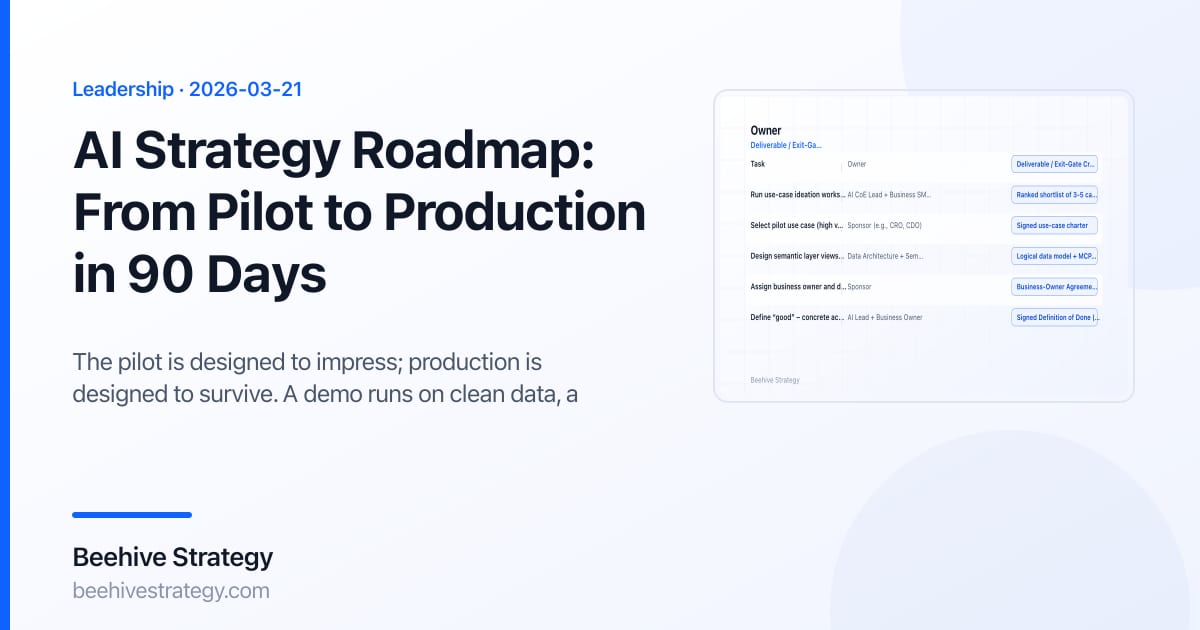 Leadership · 2026-03-21
AI Strategy Roadmap:
From Pilot to Production
in 90 Days
The pilot is designed to impress; production is
designed to survive. A demo runs on clean data, a
Beehive Strategy
beehivestrategy.com
Owner
Deliverable / Exit-Ga...
Task Owner Deliverable / Exit-Gate Cr...
Run use-case ideation works... AI CoE Lead + Business SM... Ranked shortlist of 3-5 ca...
Select pilot use case (high v... Sponsor (e.g., CRO, CDO) Signed use-case charter
Design semantic layer views... Data Architecture + Sem... Logical data model + MCP...
Assign business owner and d... Sponsor Business-Owner Agreeme...
Define "good" – concrete ac... AI Lead + Business Owner Signed Definition of Done (...
Beehive Strategy